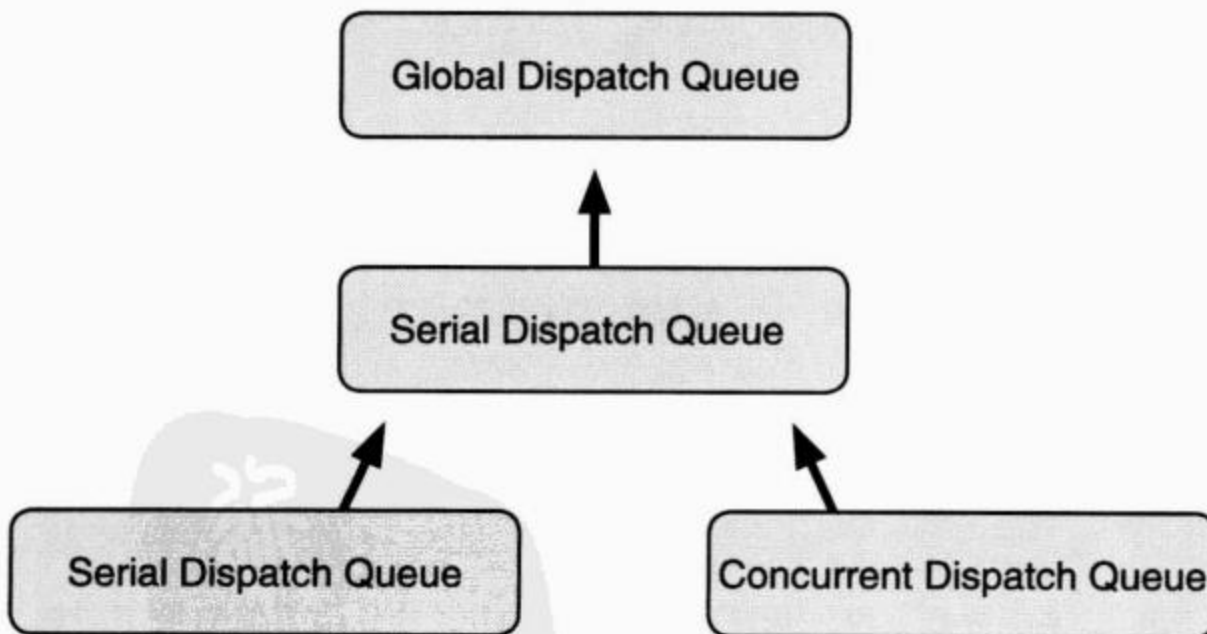 Global Dispatch Queue
Serial Dispatch Queue
Serial Dispatch Queue
Concurrent Dispatch Queue